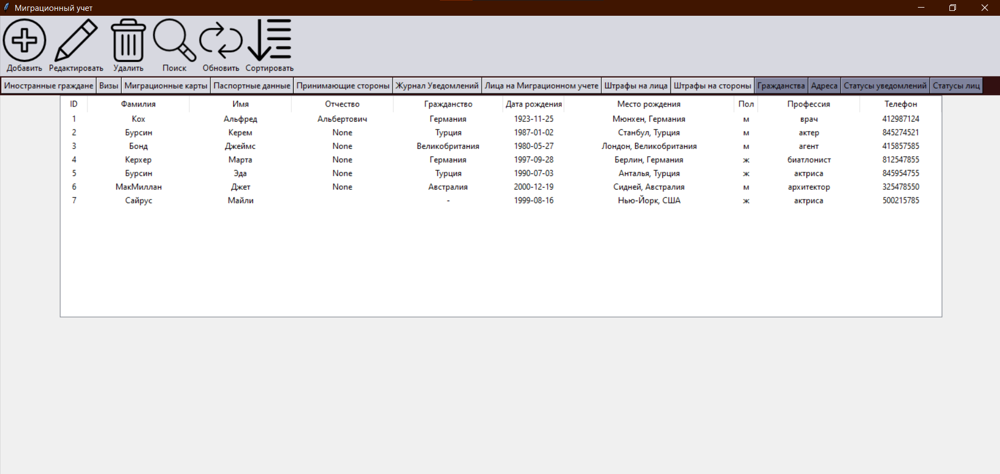 Миграционный учет
Добавить Редактировать Удалить Поиск Обновить Сортировать
Иностранные граждане Визы Миграционные карты Паспортные данные Принимающие стороны Журнал Уведомлений Лица на Миграционном учете Штрафы на лица Штрафы на стороны Гражданства Адреса Статусы уведомлений Статусы лиц
ID Фамилия Имя Отчество Гражданство Дата рождения Место рождения Пол Профессия Телефон
1 Кох Альфред Альбертович Германия 1923-11-25 Мюнхен, Германия м врач 412987124
2 Бурсин Керем None Турция 1987-01-02 Станбул, Турция м актер 845274521
3 Бонд Джеймс None Великобритания 1980-05-27 Лондон, Великобритания м агент 415857585
4 Керхер Марта None Германия 1997-09-28 Берлин, Германия ж биатлонист 812547855
5 Бурсин Эда None Турция 1990-07-03 Анталья, Турция ж актриса 845954755
6 МакМиллан Джет None Австралия 2000-12-19 Сидней, Австралия м архитектор 325478550
7 Сайрус Майли - 1999-08-16 Нью-Йорк, США ж актриса 500215785